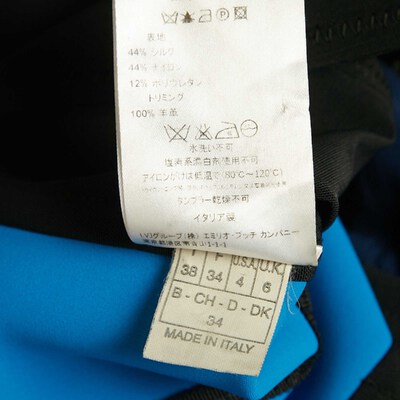 表地
44% シルク
44% ナイロン
12% ポリウレタン
トリミング
100% 羊革
水洗い不可
塩素系漂白剤使用不可
アイロンがけは低温で(80℃~120℃)
タンブラー乾燥不可
イタリア製
グループ(株) エミリオ・プッチ カンパニー
1-1-1
I F U.S.A. U.K.
38 34 4 6
B - CH - D - DK
34
MADE IN ITALY